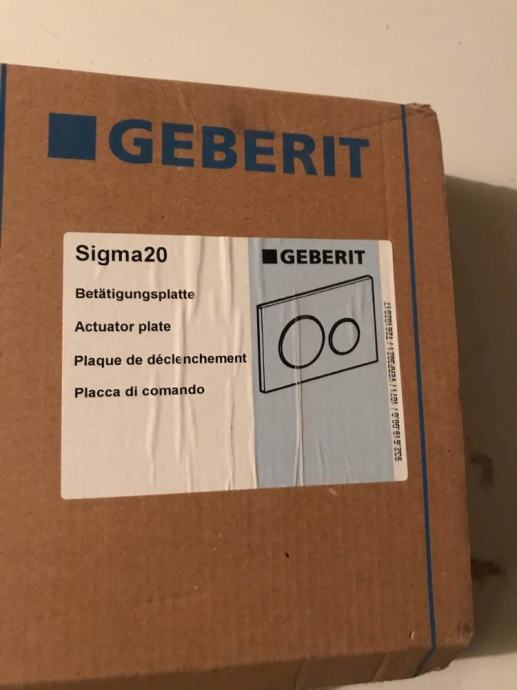 GEBERIT
Sigma20
GEBERIT
Betätigungsplatte
Actuator plate
Plaque de déclenchement
Placca di comando